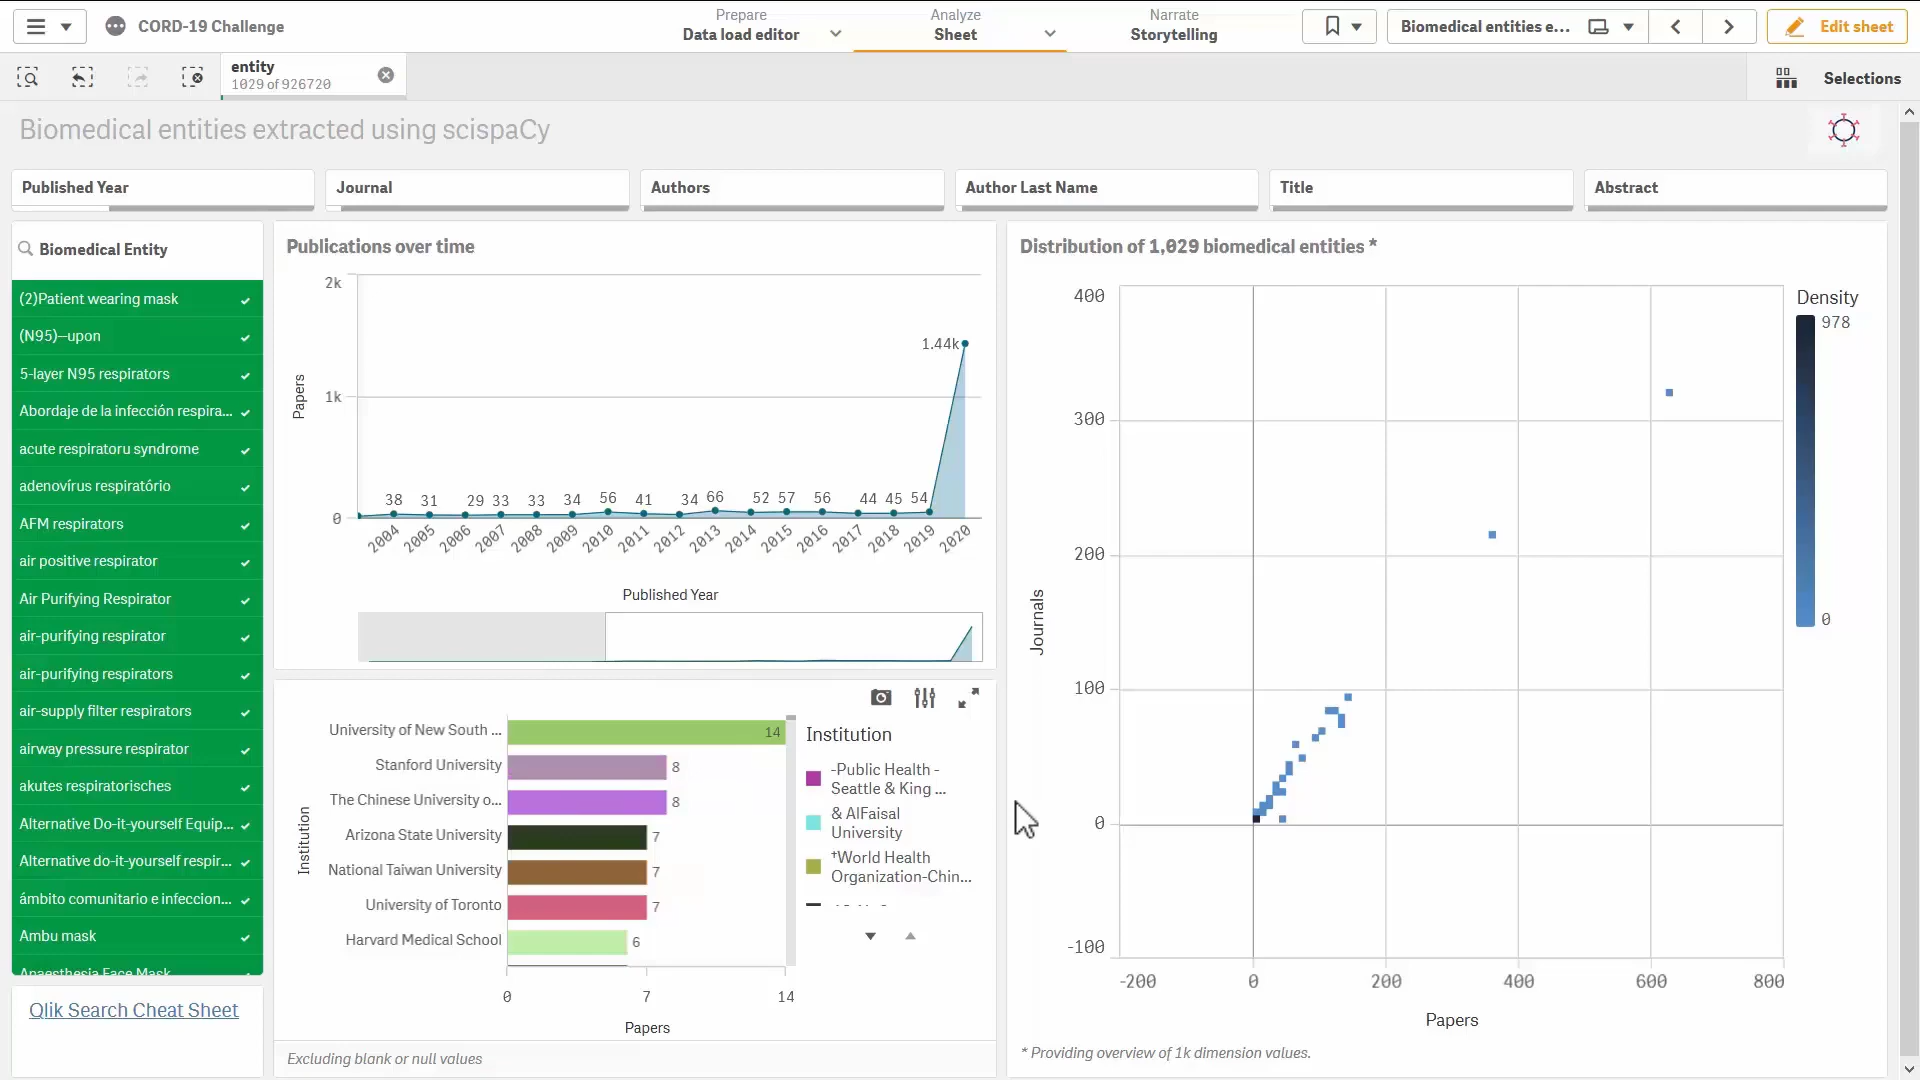 CORD-19 Challenge
Prepare
Data load editor
Analyze
Sheet
Narrate
Storytelling
Biomedical entities e...
Edit sheet
entity
1029 of 926720
Selections
Biomedical entities extracted using scispaCy
Published Year
Journal
Authors
Author Last Name
Title
Abstract
Biomedical Entity
(2)Patient wearing mask
(N95)—upon
5-layer N95 respirators
Abordaje de la infección respira...
acute respiratoru syndrome
adenovírus respiratório
AFM respirators
air positive respirator
Air Purifying Respirator
air-purifying respirator
air-purifying respirators
air-supply filter respirators
airway pressure respirator
akutes respiratorisches
Alternative Do-it-yourself Equip...
Alternative do-it-yourself respir...
ámbito comunitario e infeccion...
Ambu mask
Anaesthesia Face Mask
Qlik Search Cheat Sheet
Publications over time
Papers
2k
1k
0
38
31
29
33
33
34
56
41
34
66
52
57
56
44
45
54
1.44k
2004
2005
2006
2007
2008
2009
2010
2011
2012
2013
2014
2015
2016
2017
2018
2019
2020
Published Year
Institution
University of New South ...
14
Stanford University
8
The Chinese University o...
8
Arizona State University
7
National Taiwan University
7
University of Toronto
7
Harvard Medical School
6
0
7
14
Papers
Institution
-Public Health -
Seattle & King ...
& AlFaisal
University
†World Health
Organization-Chin...
Excluding blank or null values
Distribution of 1,029 biomedical entities *
Journals
400
300
200
100
0
-100
-200
0
200
400
600
800
Papers
Density
978
0
* Providing overview of 1k dimension values.